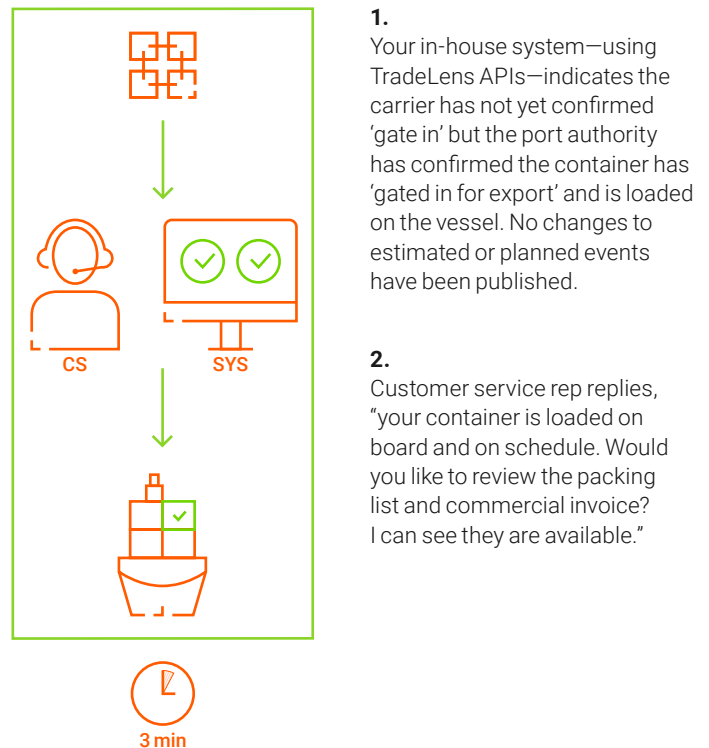 CS
SYS
3 min
1.
Your in-house system—using
TradeLens APIs—indicates the
carrier has not yet confirmed
‘gate in’ but the port authority
has confirmed the container has
‘gated in for export’ and is loaded
on the vessel. No changes to
estimated or planned events
have been published.
2.
Customer service rep replies,
“your container is loaded on
board and on schedule. Would
you like to review the packing
list and commercial invoice?
I can see they are available.”